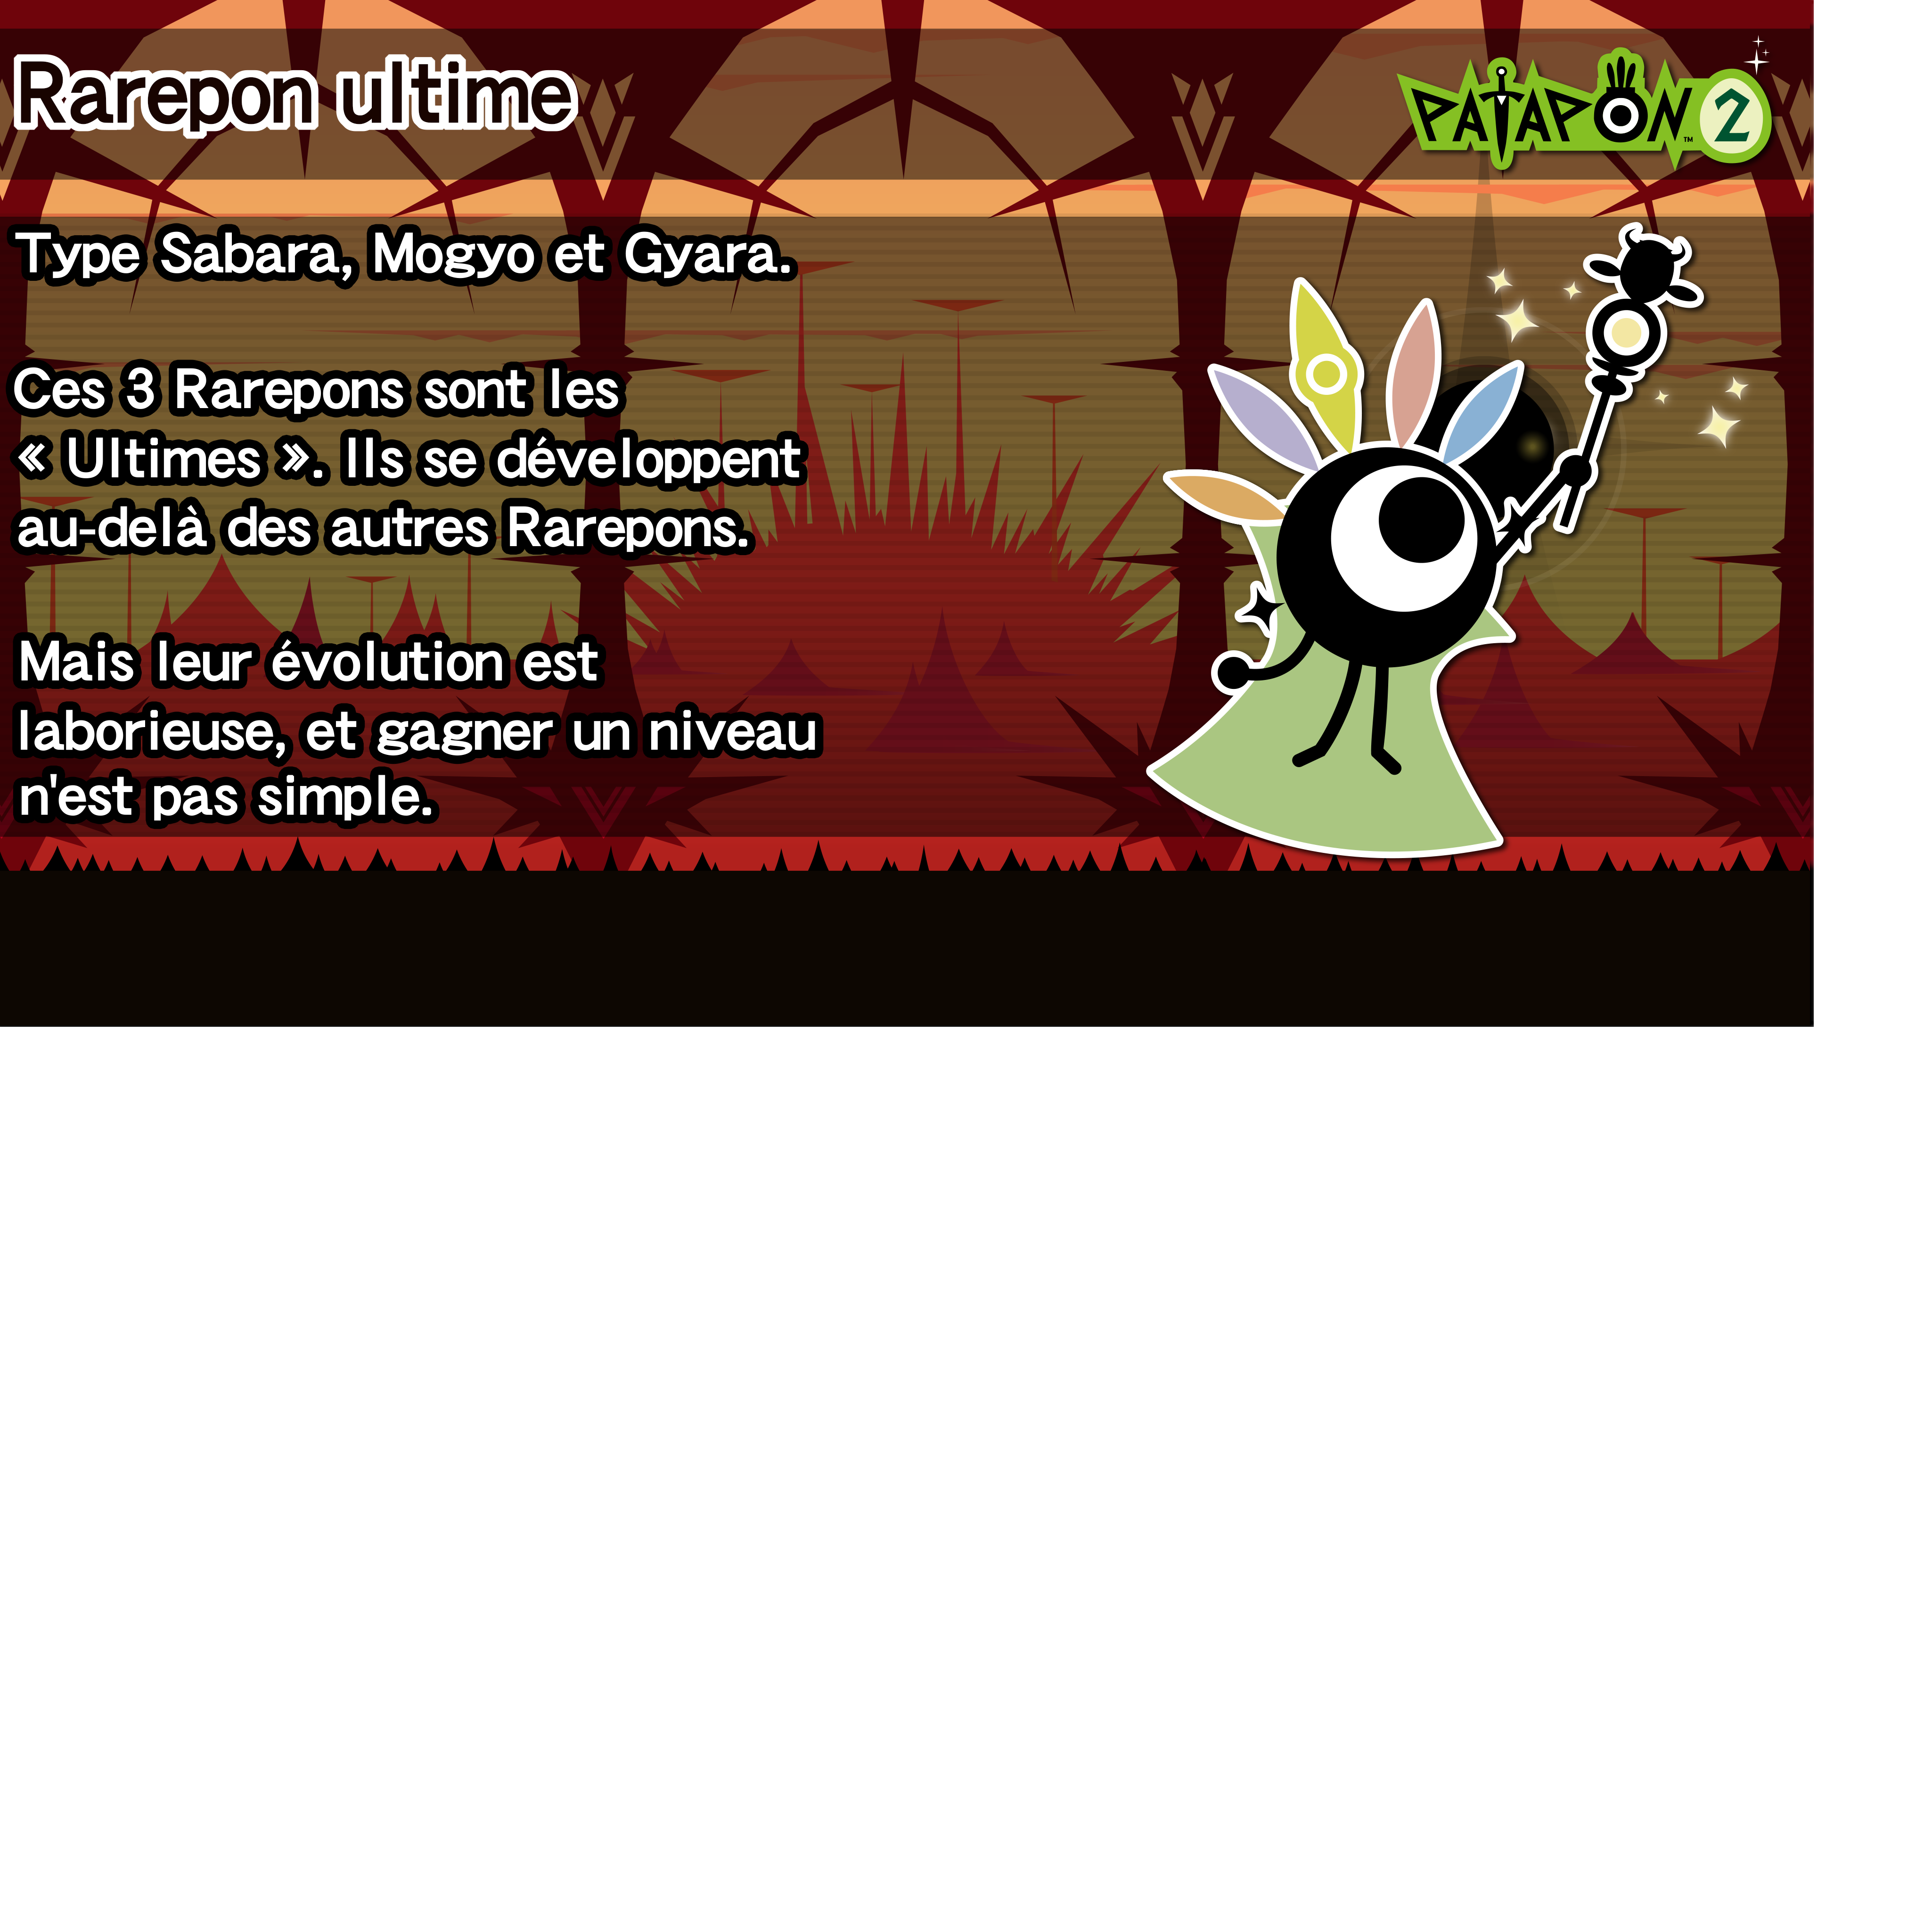 Rarepon ultime
PATAPON™ 2
Type Sabara, Mogyo et Gyara.
Ces 3 Rarepons sont les
« Ultimes ». Ils se développent
au-delà des autres Rarepons.
Mais leur évolution est
laborieuse, et gagner un niveau
n'est pas simple.